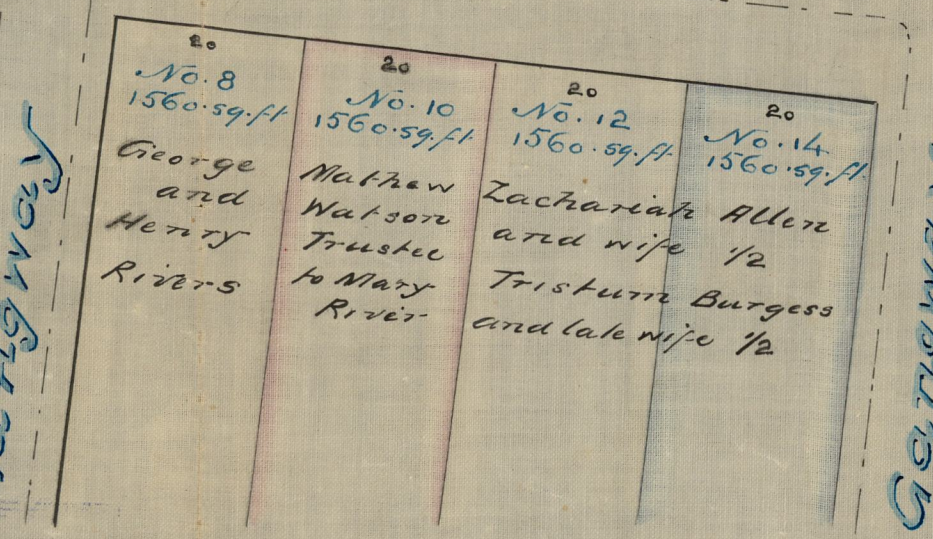 20
No. 8
1560.sq.ft
George
and
Henry
Rivers
20
No. 10
1560.sq.ft
Mathew
Watson
Trustee
to Mary
River
20
No. 12
1560.sq.ft
20
No. 14
1560.sq.ft.
Zachariah Allen
and wife 1/2
Tristum Burgess
and late wife 1/2